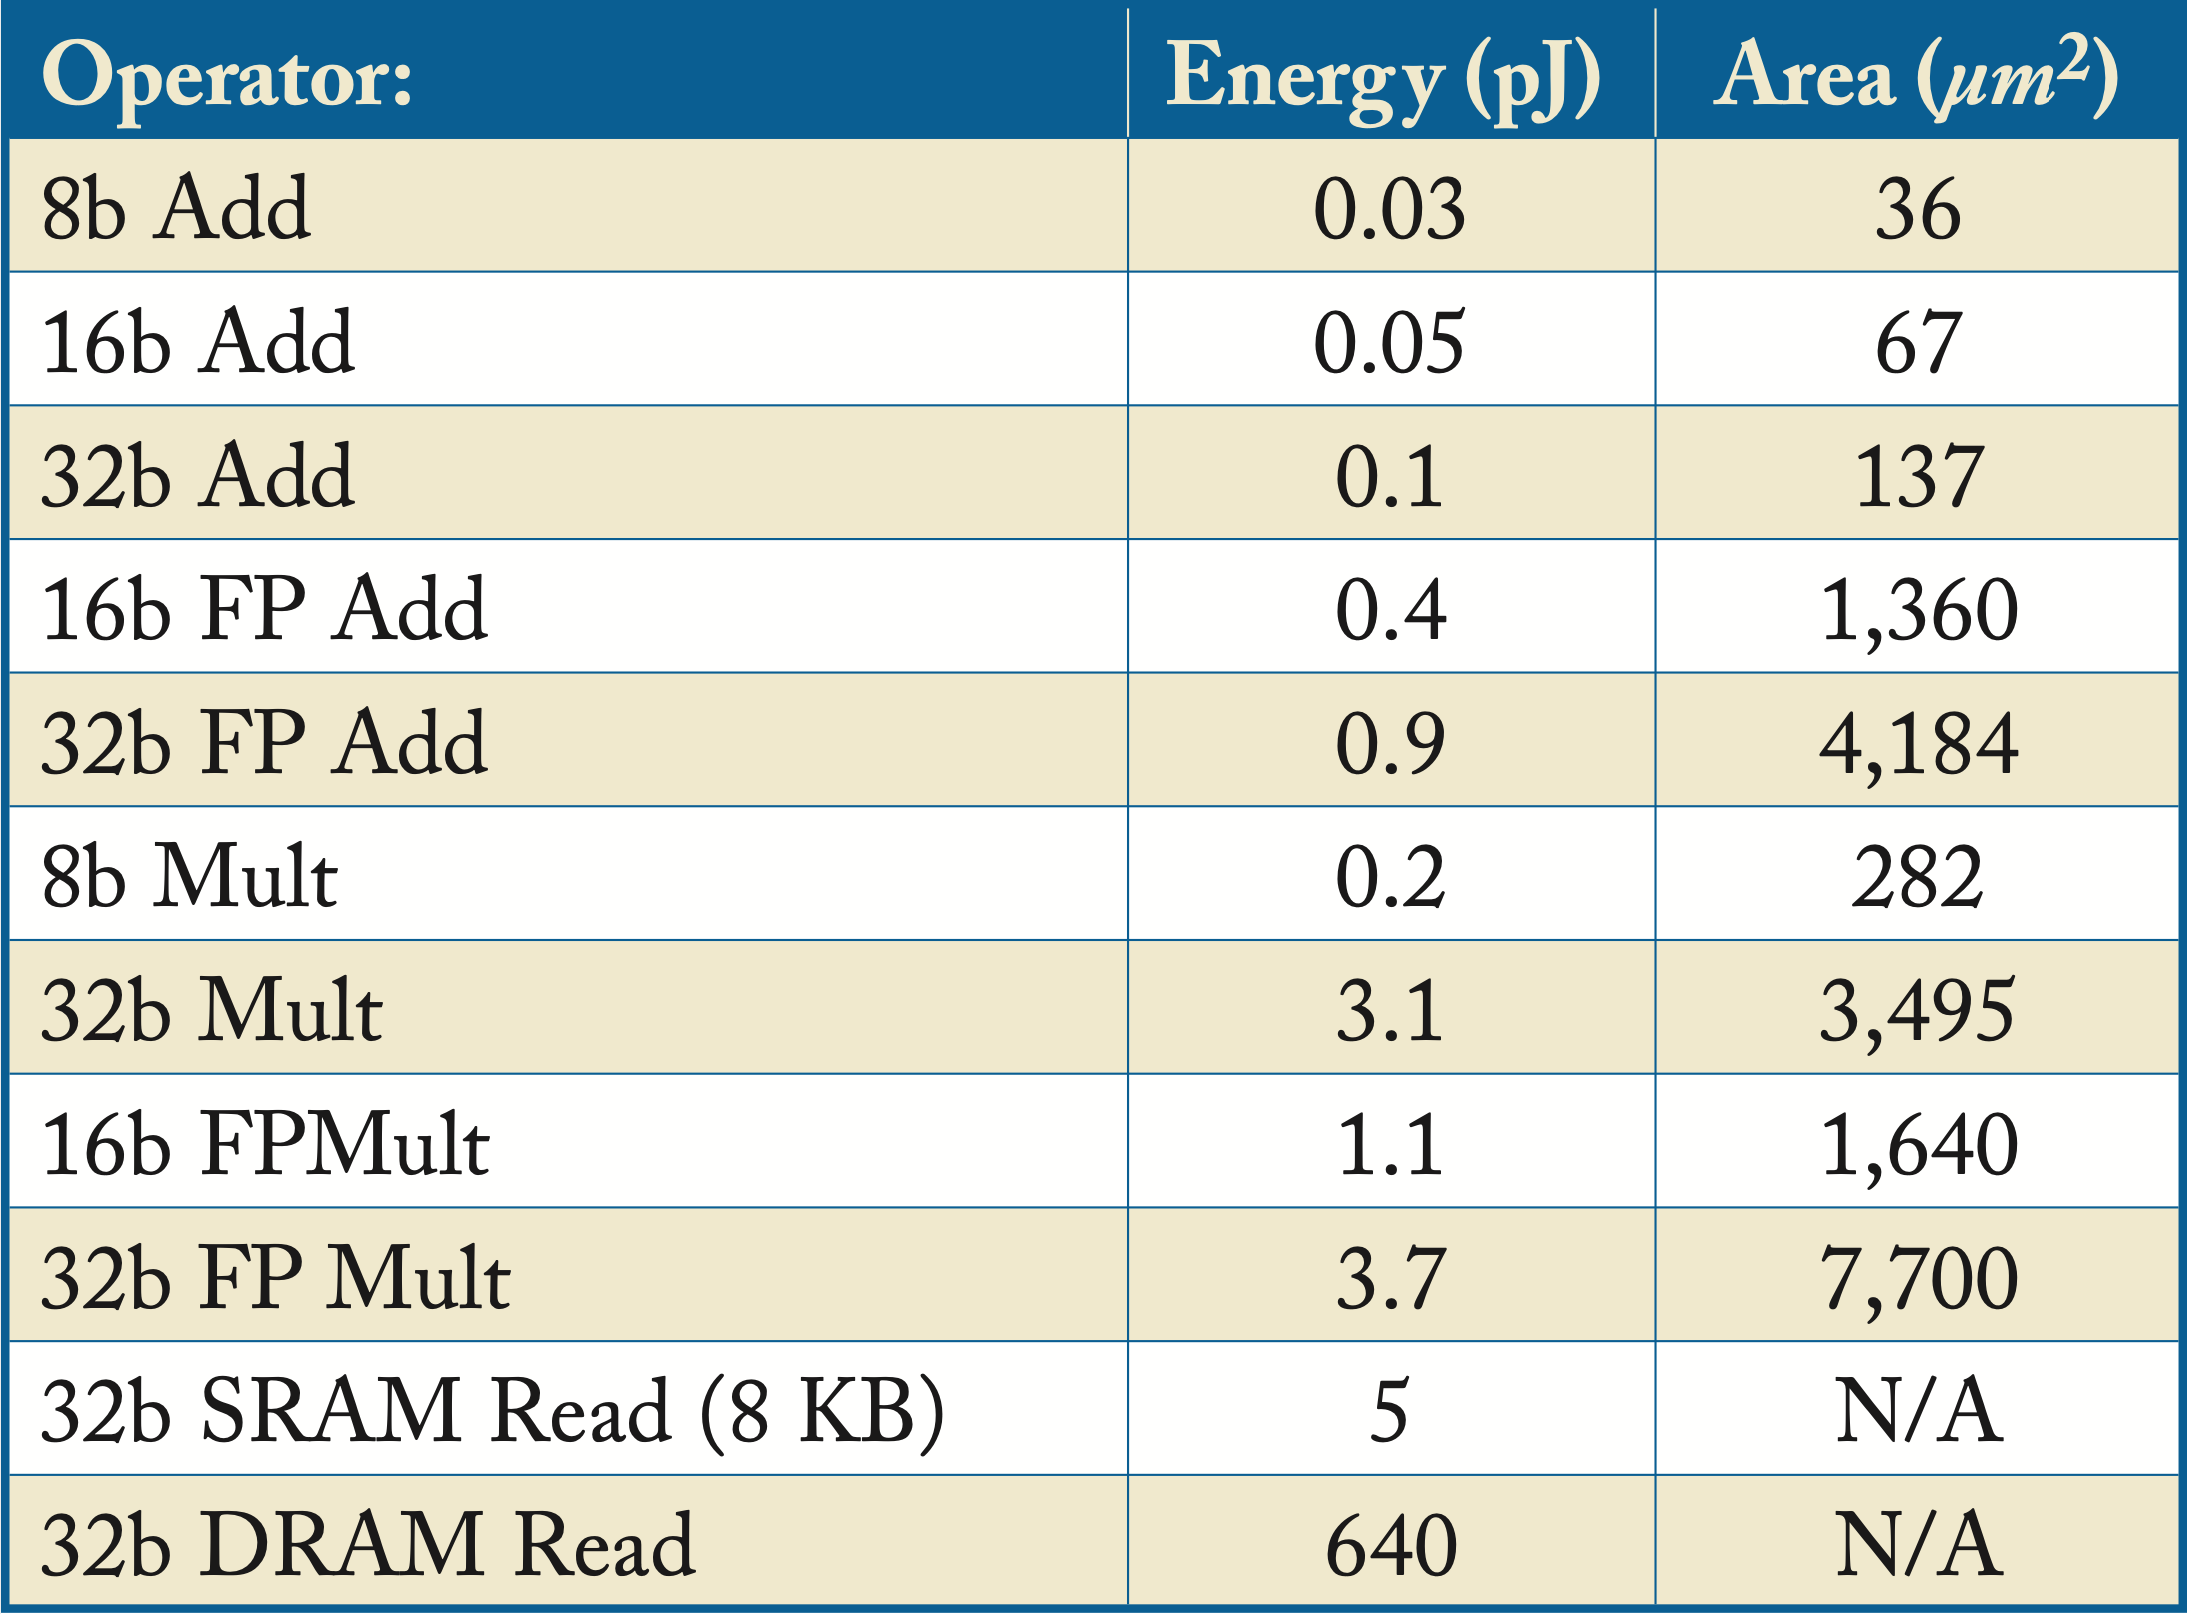 Operator: Energy (pJ) Area (μm²)
8b Add 0.03 36
16b Add 0.05 67
32b Add 0.1 137
16b FP Add 0.4 1,360
32b FP Add 0.9 4,184
8b Mult 0.2 282
32b Mult 3.1 3,495
16b FPMult 1.1 1,640
32b FP Mult 3.7 7,700
32b SRAM Read (8 KB) 5 N/A
32b DRAM Read 640 N/A